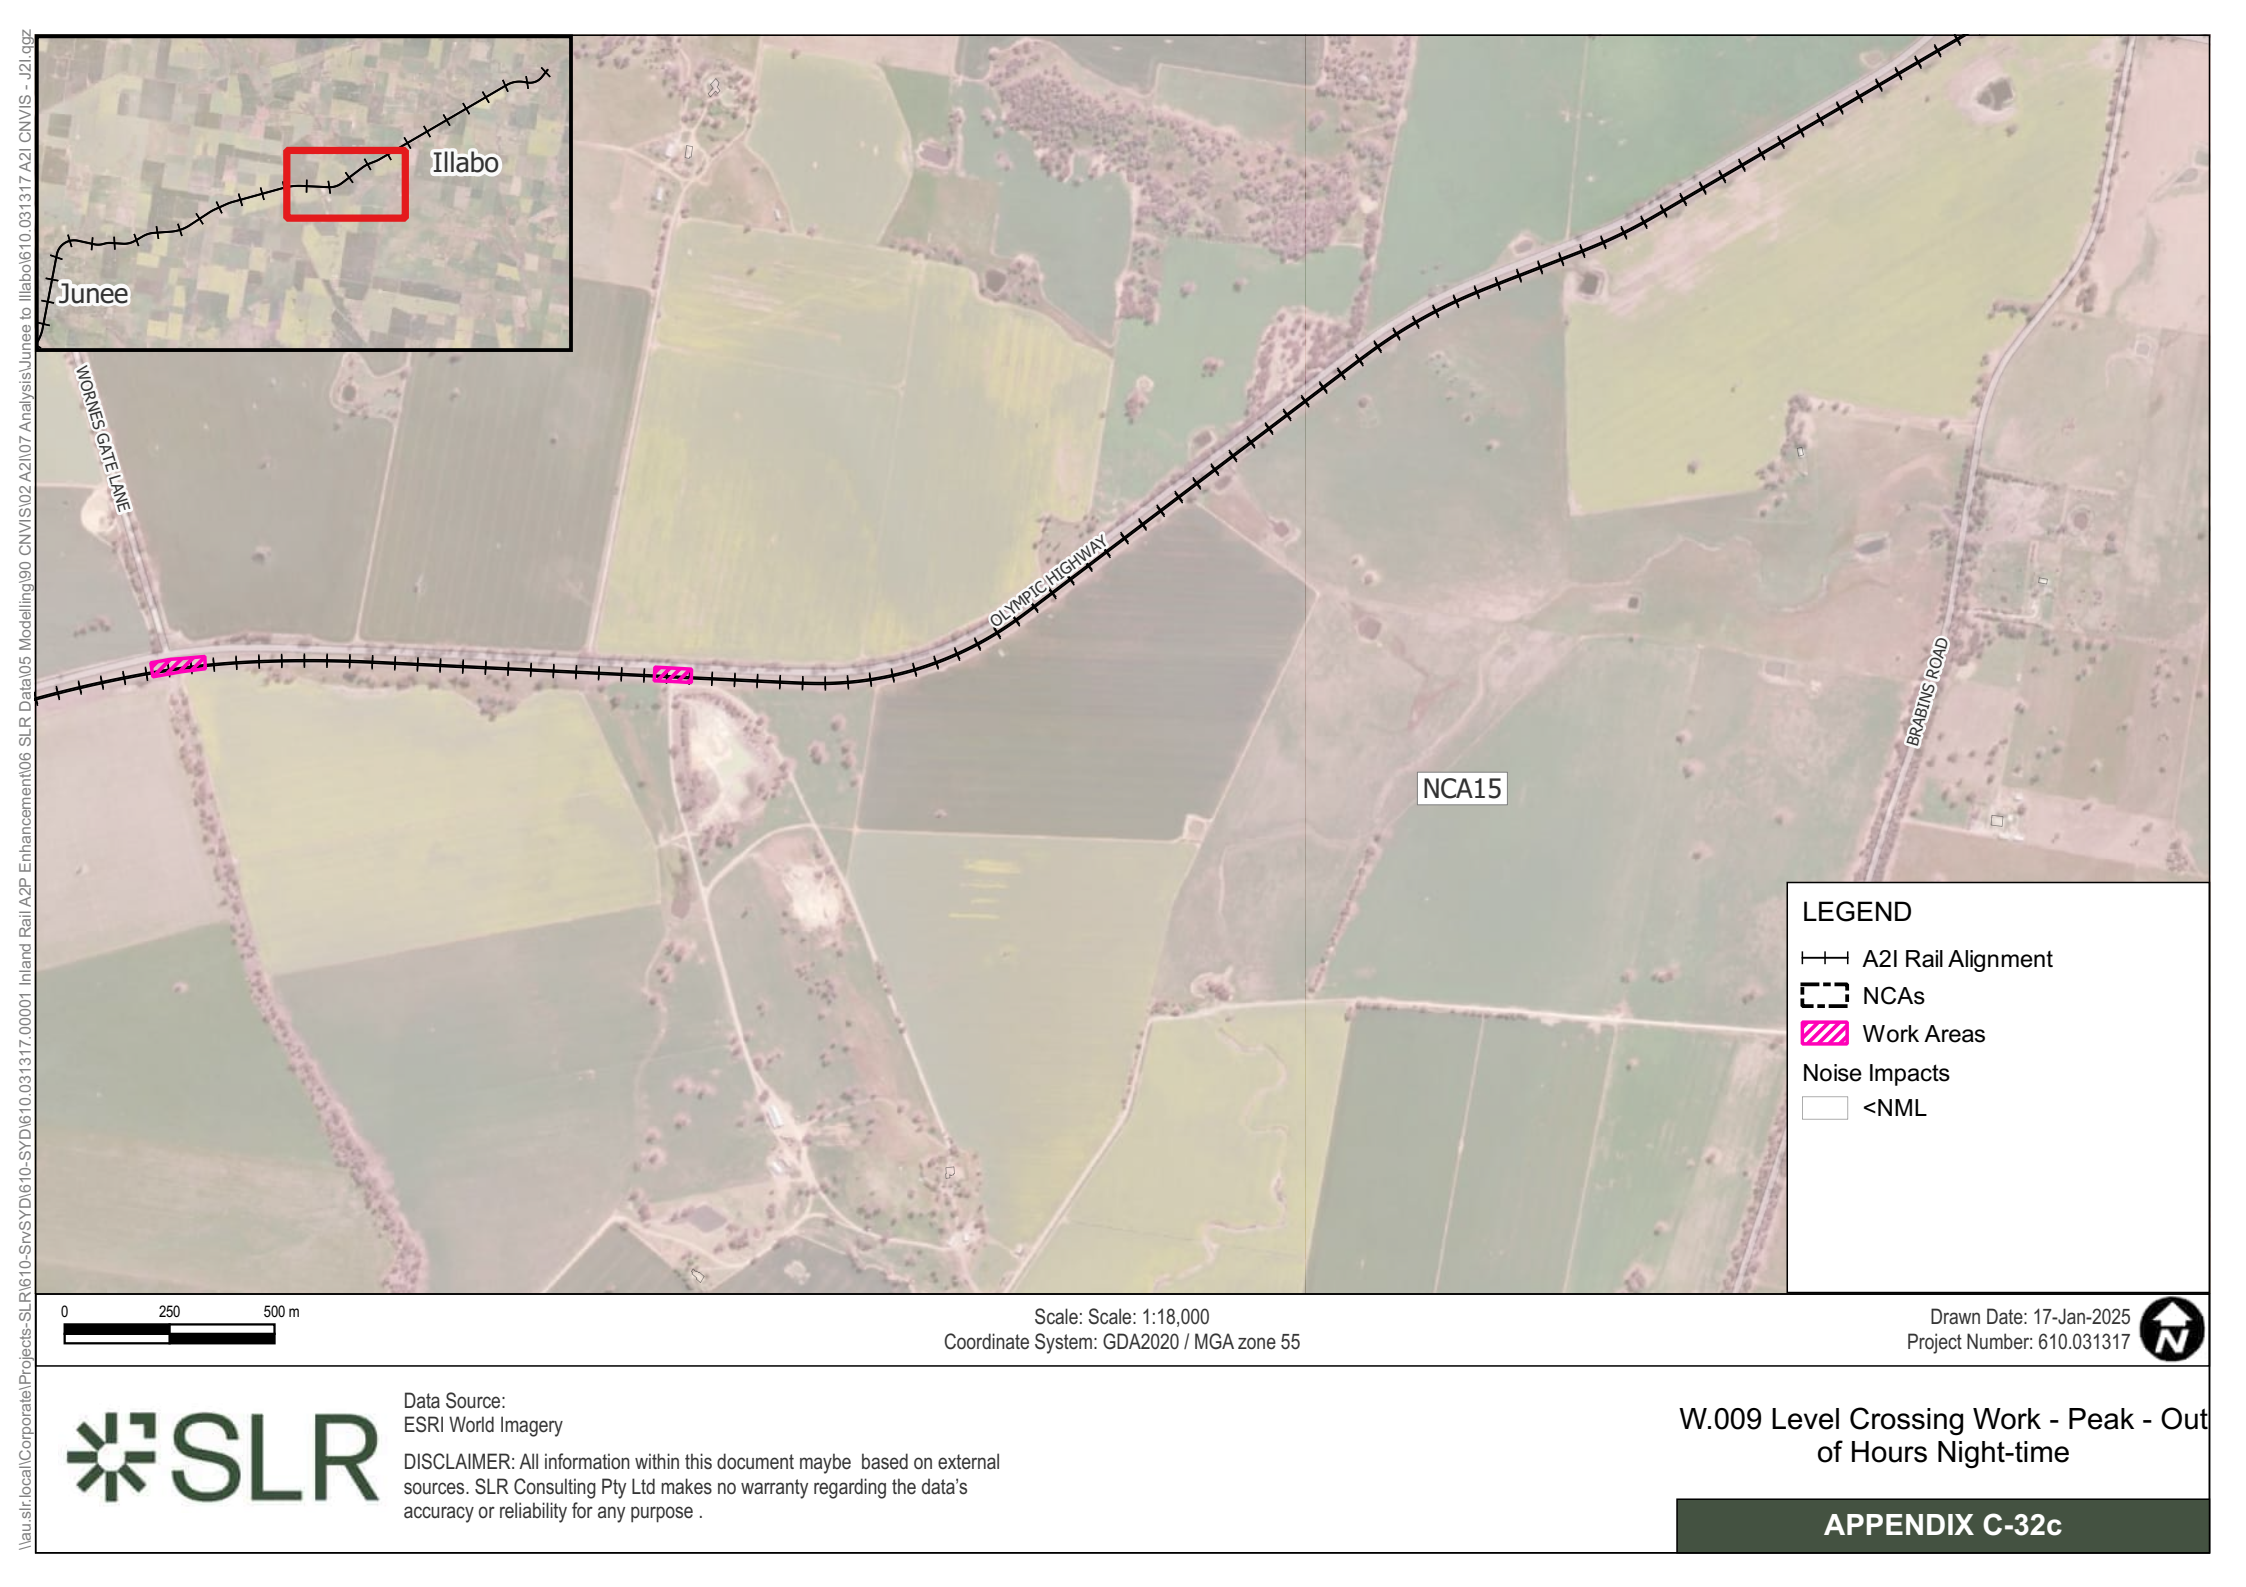 \\au.slr.local\Corporate\Projects-SLR\610-SrvSYD\610-SYD\610.031317.00001 Inland Rail A2P Enhancement\06 SLR Data\05 Modelling\90 CNVIS\02 A2I\07 Analysis\Junee to Illabo\610.031317 A2I CNVIS - J2I.qgz
Illabo
Junee
WORNES GATE LANE
OLYMPIC HIGHWAY
BRABINS ROAD
NCA15
LEGEND
A2I Rail Alignment
NCAs
Work Areas
Noise Impacts
<NML
0 250 500 m
Scale: Scale: 1:18,000
Coordinate System: GDA2020 / MGA zone 55
Drawn Date: 17-Jan-2025
Project Number: 610.031317
N
SLR
Data Source:
ESRI World Imagery
DISCLAIMER: All information within this document maybe  based on external
sources. SLR Consulting Pty Ltd makes no warranty regarding the data's
accuracy or reliability for any purpose .
W.009 Level Crossing Work - Peak - Out
of Hours Night-time
APPENDIX C-32c